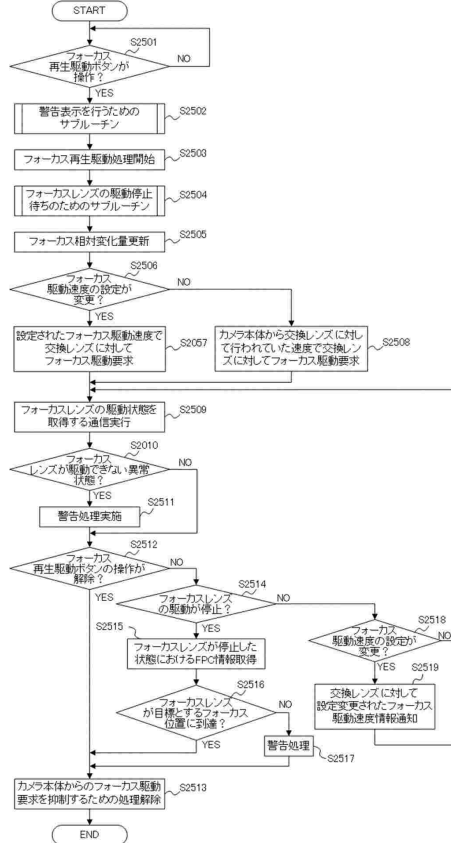 START
フォーカス
再生駆動ボタンが
操作？
S2501
NO
YES
警告表示を行うための
サブルーチン
S2502
フォーカス再生駆動処理開始
S2503
フォーカスレンズの駆動停止
待ちのためのサブルーチン
S2504
フォーカス相対変化量更新
S2505
フォーカス
駆動速度の設定が
変更？
S2506
NO
YES
設定されたフォーカス駆動速度で
交換レンズに対して
フォーカス駆動要求
S2057
カメラ本体から交換レンズに対して
行われていた速度で交換レン
ズに対してフォーカス駆動要求
S2508
フォーカスレンズの駆動状態を
取得する通信実行
S2509
フォーカス
レンズが駆動できない異常
状態？
S2010
NO
YES
警告処理実施
S2511
フォーカス
再生駆動ボタンの操作が
解除？
S2512
NO
YES
フォーカスレンズ
の駆動が停止？
S2514
NO
YES
S2515
フォーカスレンズが停止した
状態におけるFPC情報取得
フォーカス
駆動速度の設定が
変更？
S2518
NO
YES
フォーカスレンズ
が目標とするフォーカス
位置に到達？
S2516
NO
YES
交換レンズに対して
設定変更されたフォーカス
駆動速度情報通知
S2519
警告処理
S2517
カメラ本体からのフォーカス駆動
要求を抑制するための処理解除
S2513
END